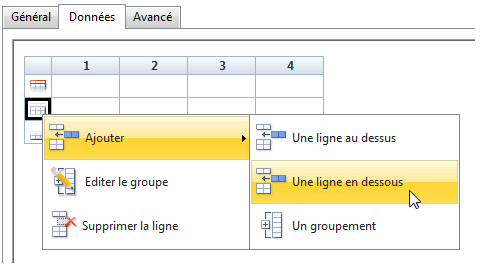 Général Données Avancé
1 2 3 4
Ajouter
Une ligne au dessus
Editer le groupe
Une ligne en dessous
Supprimer la ligne
Un groupement